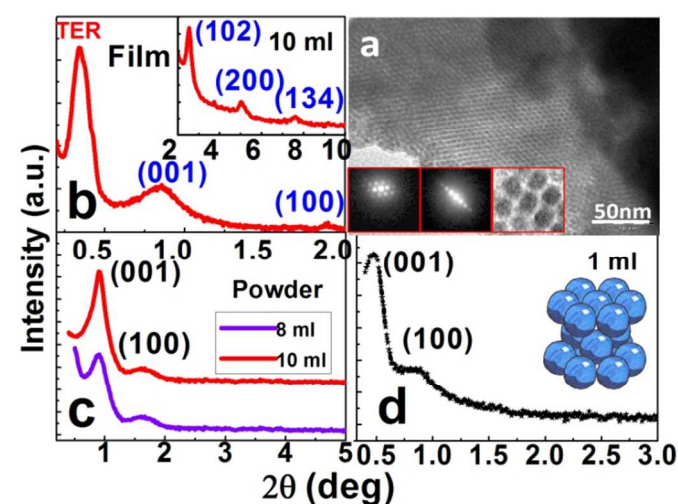 TER
Film
10 ml
(102)
(200)
(134)
2 4 6 8 10
(001)
(100)
b
0.5 1.0 1.5 2.0
a
50nm
Intensity (a.u.)
(001)
(100)
Powder
8 ml
10 ml
c
1 2 3 4 5
(001)
(100)
1 ml
d
0.5 1.0 1.5 2.0 2.5 3.0
2θ (deg)